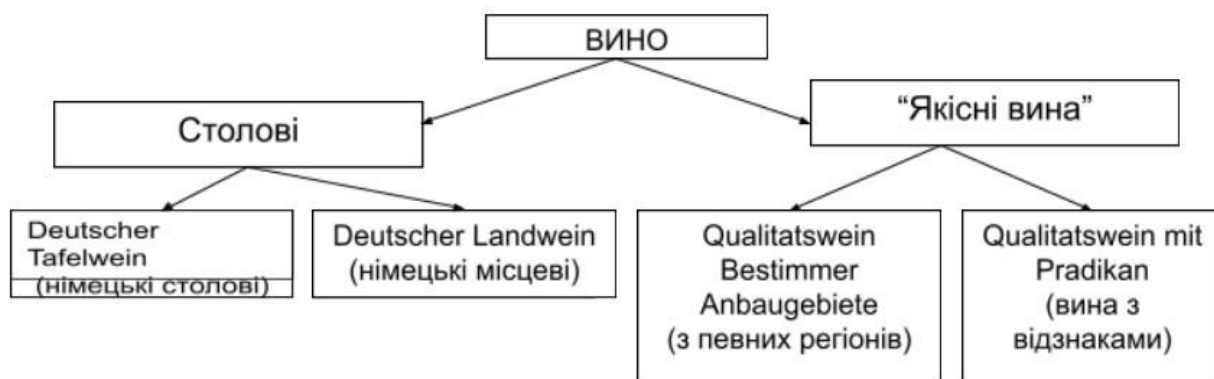 ВИНО
Столові
“Якісні вина”
Deutscher
Tafelwein
(німецькі столові)
Deutscher Landwein
(німецькі місцеві)
Qualitatswein
Bestimmer
Anbaugebiete
(з певних регіонів)
Qualitatswein mit
Pradikan
(вина з
відзнаками)